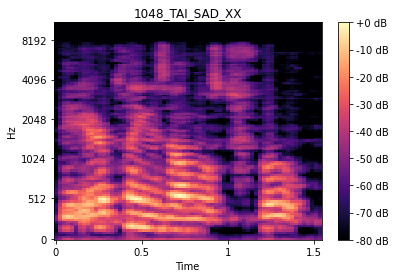 1048_TAI_SAD_XX
+0 dB
8192
-10 dB
4096
-20 dB
-30 dB
2048
Hz
-40 dB
1024
-50 dB
512
-60 dB
-70 dB
0
-80 dB
0
0.5
1
1.5
Time